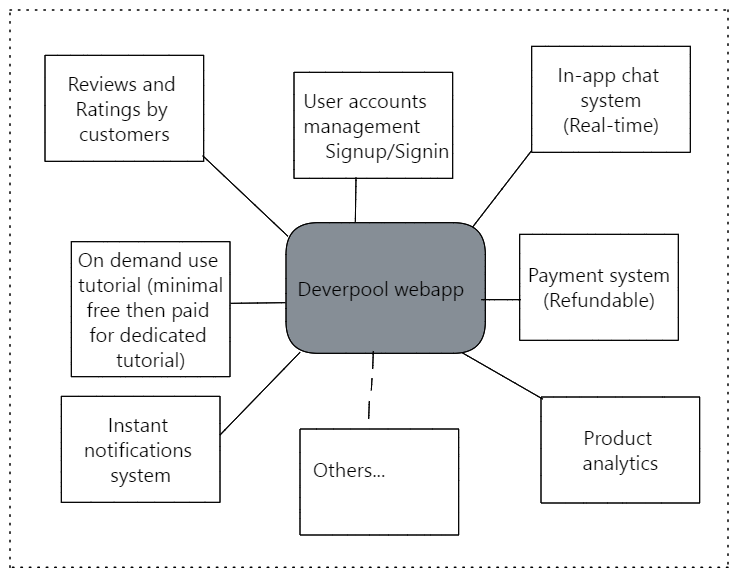 Reviews and
Ratings by
customers
User accounts
management
Signup/Signin
In-app chat
system
(Real-time)
On demand use
tutorial (minimal
free then paid
for dedicated
tutorial)
Deverpool webapp
Payment system
(Refundable)
Instant
notifications
system
Others...
Product
analytics